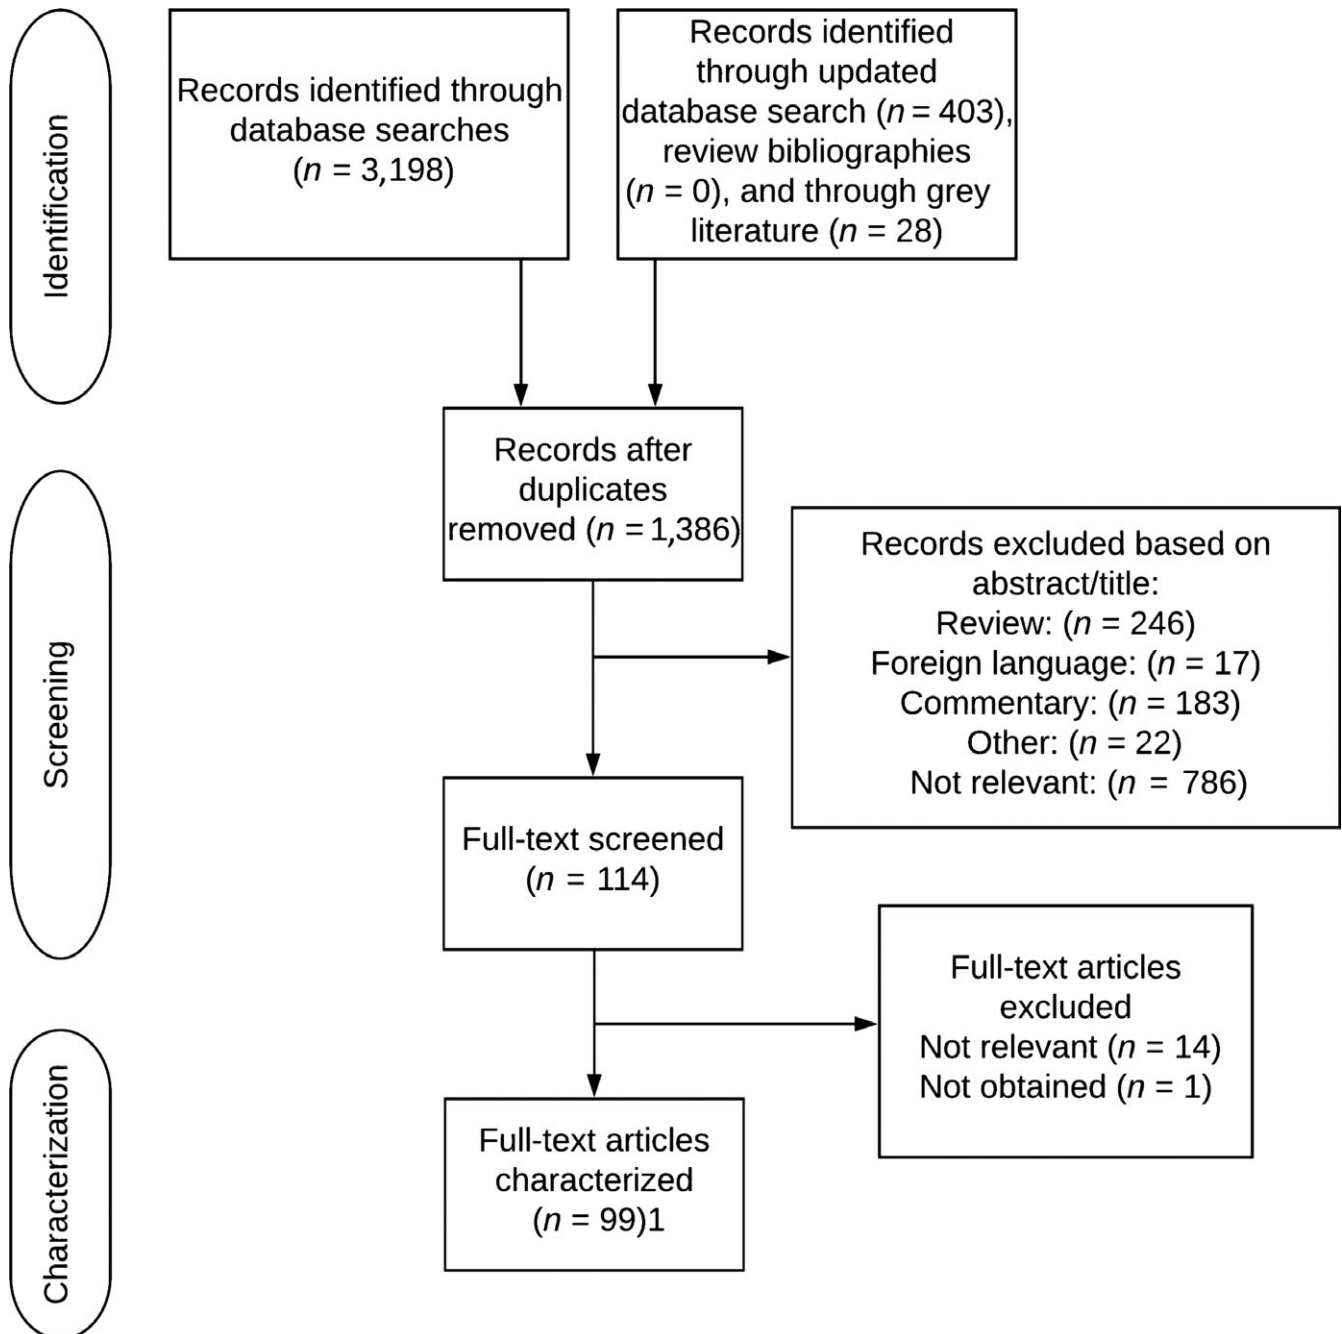 Identification
Records identified through
database searches
(n = 3,198)
Records identified
through updated
database search (n = 403),
review bibliographies
(n = 0), and through grey
literature (n = 28)
Screening
Records after
duplicates
removed (n = 1,386)
Records excluded based on
abstract/title:
Review: (n = 246)
Foreign language: (n = 17)
Commentary: (n = 183)
Other: (n = 22)
Not relevant: (n = 786)
Full-text screened
(n = 114)
Full-text articles
excluded
Not relevant (n = 14)
Not obtained (n = 1)
Characterization
Full-text articles
characterized
(n = 99)1